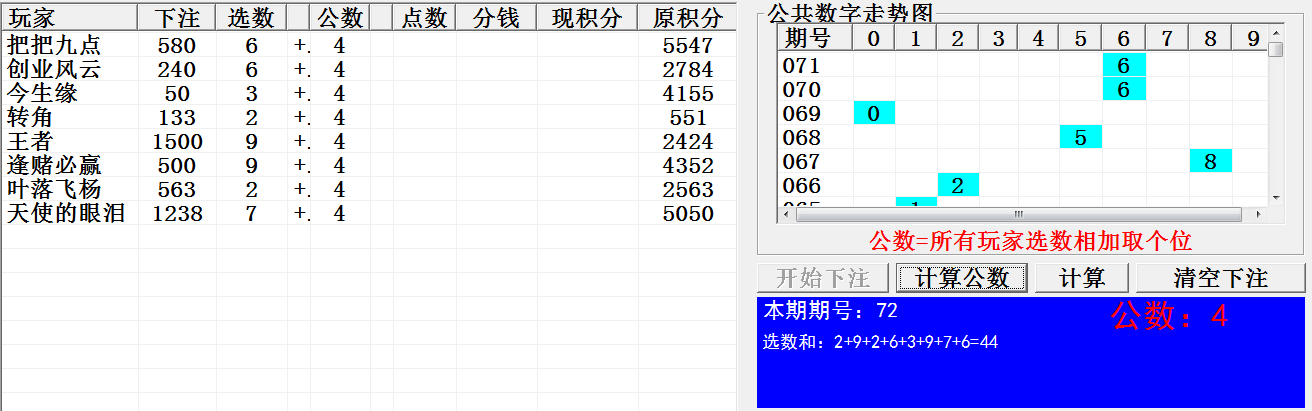 玩家 下注 选数 公数 点数 分钱 现积分 原积分
把把九点 580 6 +. 4 5547
创业风云 240 6 +. 4 2784
今生缘 50 3 +. 4 4155
转角 133 2 +. 4 551
王者 1500 9 +. 4 2424
逢赌必赢 500 9 +. 4 4352
叶落飞杨 563 2 +. 4 2563
天使的眼泪 1238 7 +. 4 5050
公共数字走势图
期号 0 1 2 3 4 5 6 7 8 9
071 6
070 6
069 0
068 5
067 8
066 2
065 1
公数=所有玩家选数相加取个位
开始下注 计算公数 计算 清空下注
本期期号：72 公数：4
选数和：2+9+2+6+3+9+7+6=44